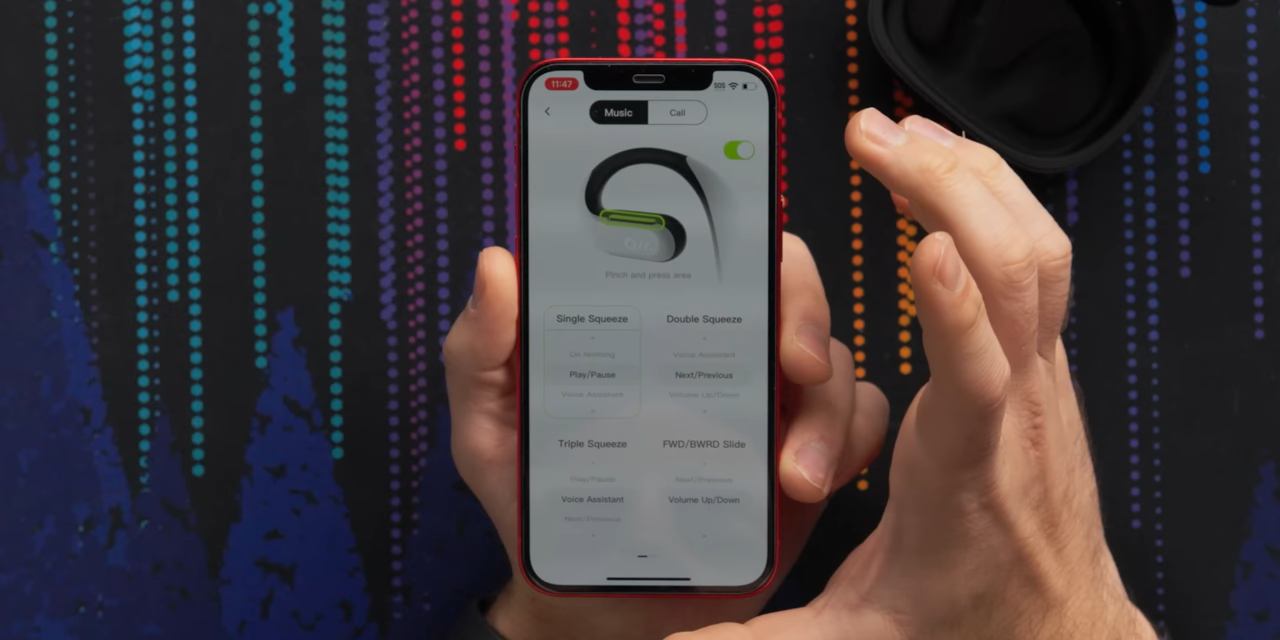 11:47
SOS
Music
Call
Pinch and press area
Single Squeeze
Double Squeeze
Do Nothing
Voice Assistant
Play/Pause
Next/Previous
Voice Assistant
Volume Up/Down
Triple Squeeze
FWD/BWRD Slide
Play/Pause
Next/Previous
Voice Assistant
Volume Up/Down
Next/Previous